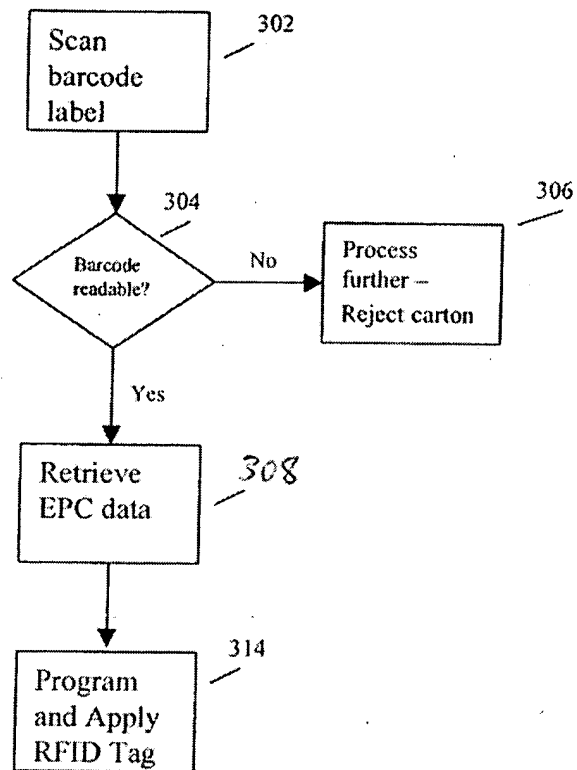 302
Scan
barcode
label
304
306
Barcode
readable?
No
Process
further –
Reject carton
Yes
Retrieve
EPC data
308
314
Program
and Apply
RFID Tag